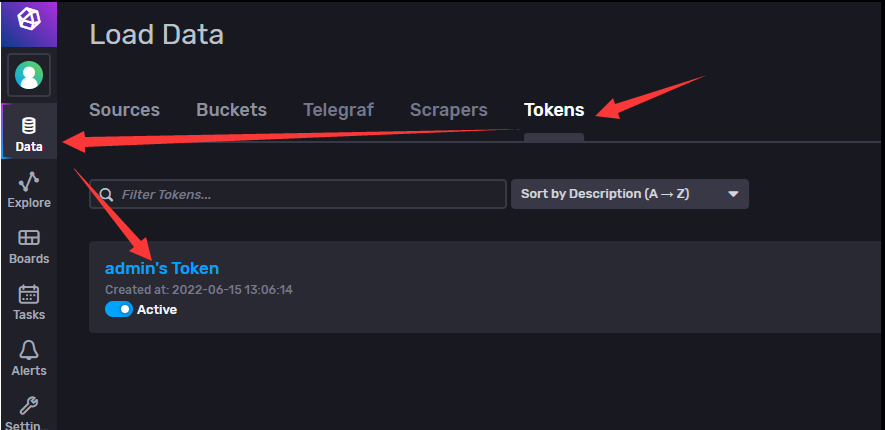 Load Data
Sources Buckets Telegraf Scrapers Tokens
Data
Filter Tokens... Sort by Description (A → Z)
Explore
Boards
admin's Token
Created at: 2022-06-15 13:06:14
Active
Tasks
Alerts
Settin